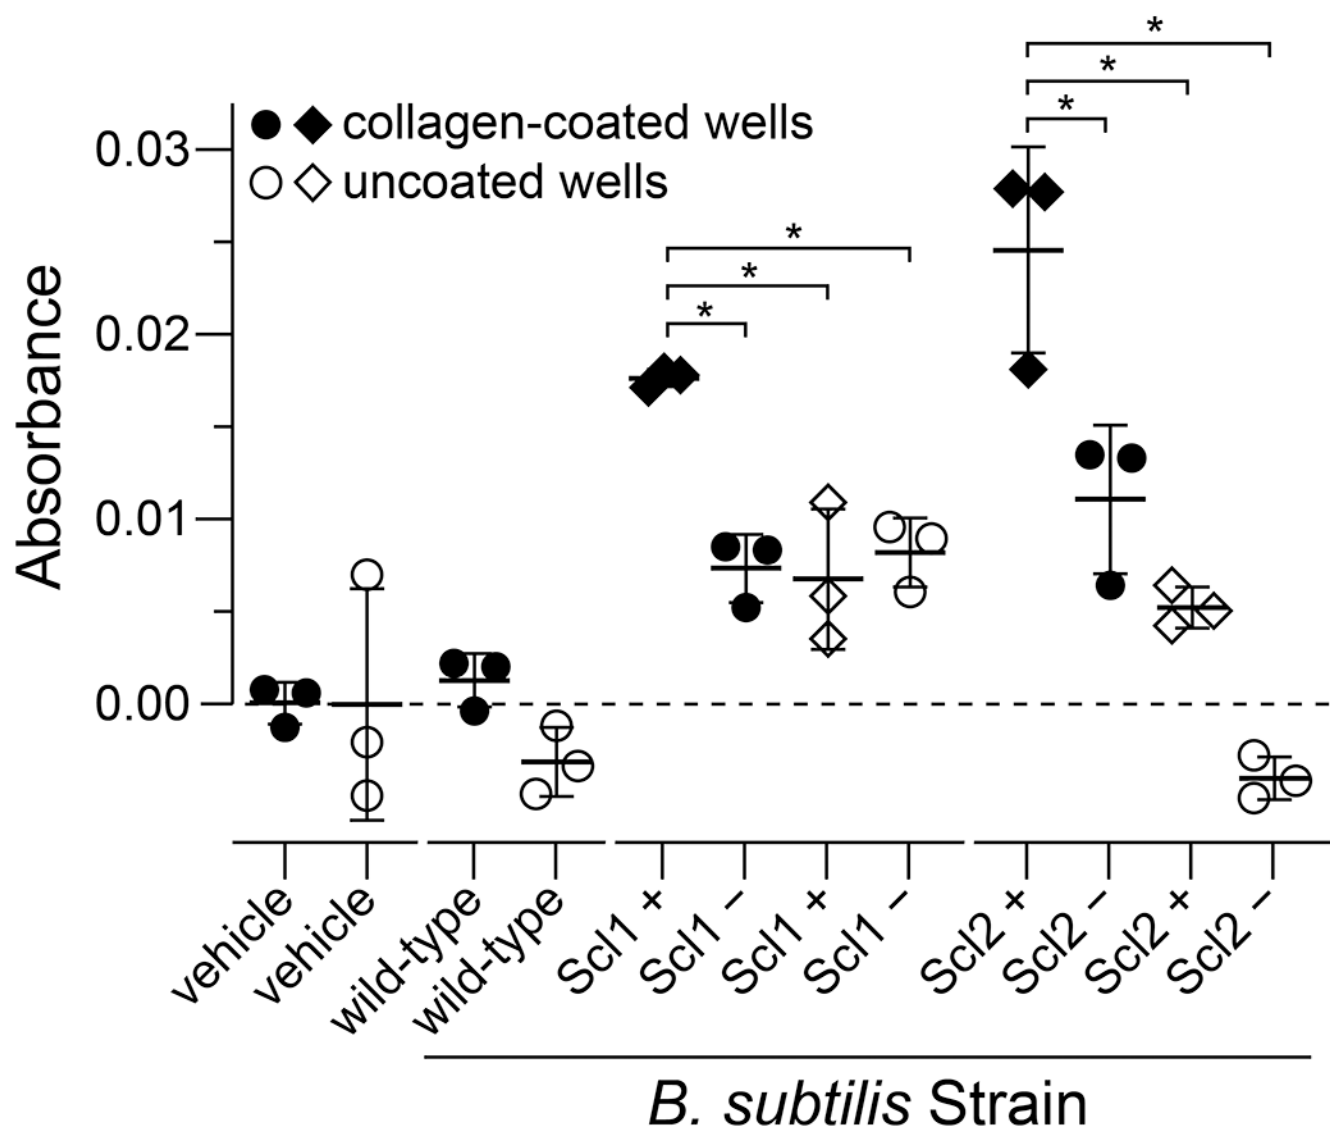 *
*
*
collagen-coated wells
uncoated wells
0.03
*
*
*
0.02
0.01
0.00
Absorbance
vehicle
vehicle
wild-type
wild-type
Scl1 +
Scl1 −
Scl1 +
Scl1 −
Scl2 +
Scl2 −
Scl2 +
Scl2 −
B. subtilis Strain